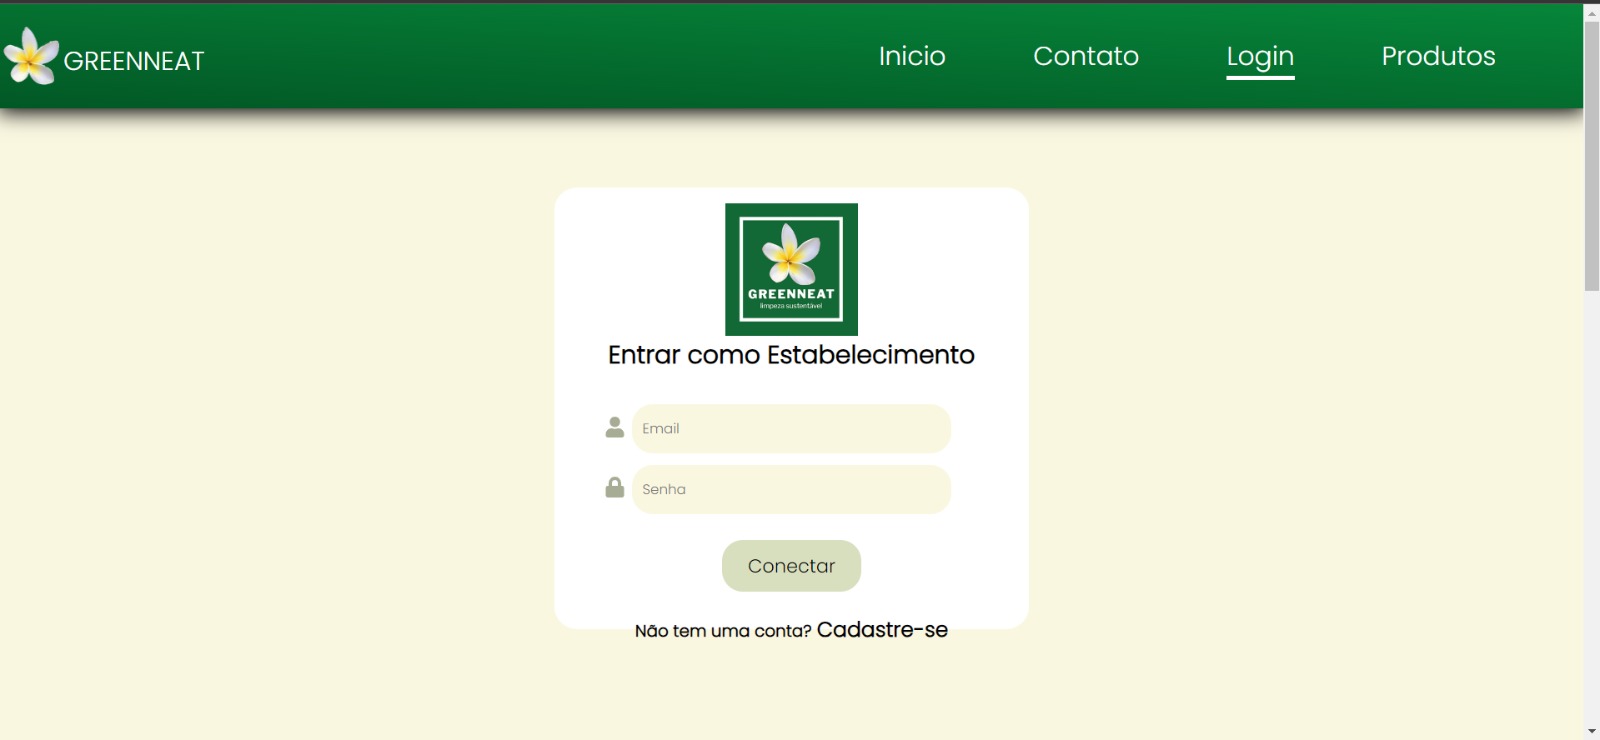 GREENNEAT
Inicio Contato Login Produtos
GREENNEAT
limpeza sustentável
Entrar como Estabelecimento
Email
Senha
Conectar
Não tem uma conta? Cadastre-se